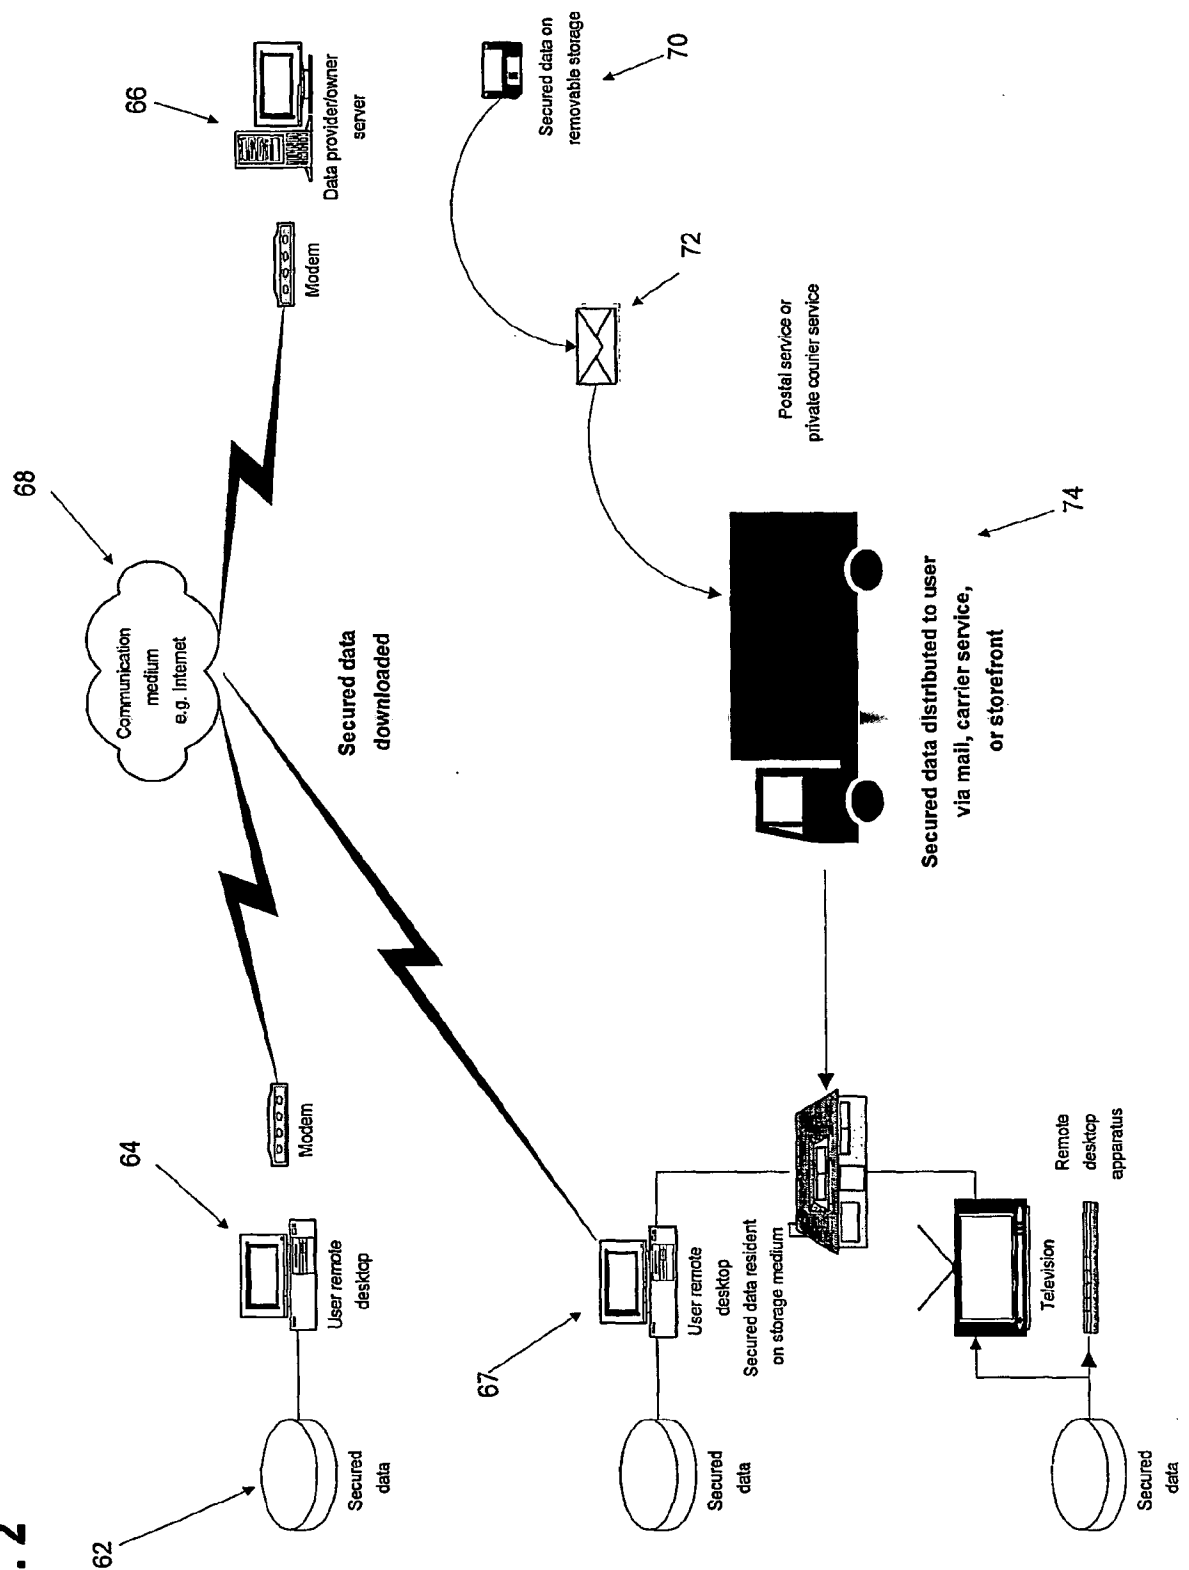 . 2
62
64
68
66
Communication
medium
e.g. Internet
Secured
data
User remote
desktop
Modem
Modem
Data provider/owner
server
Secured data
downloaded
67
Secured data on
removable storage
70
72
Secured
data
User remote
desktop
Secured data resident
on storage medium
Postal service or
private courier service
Secured data distributed to user
via mail, carrier service,
or storefront
74
Television
Remote
desktop
apparatus
Secured
data